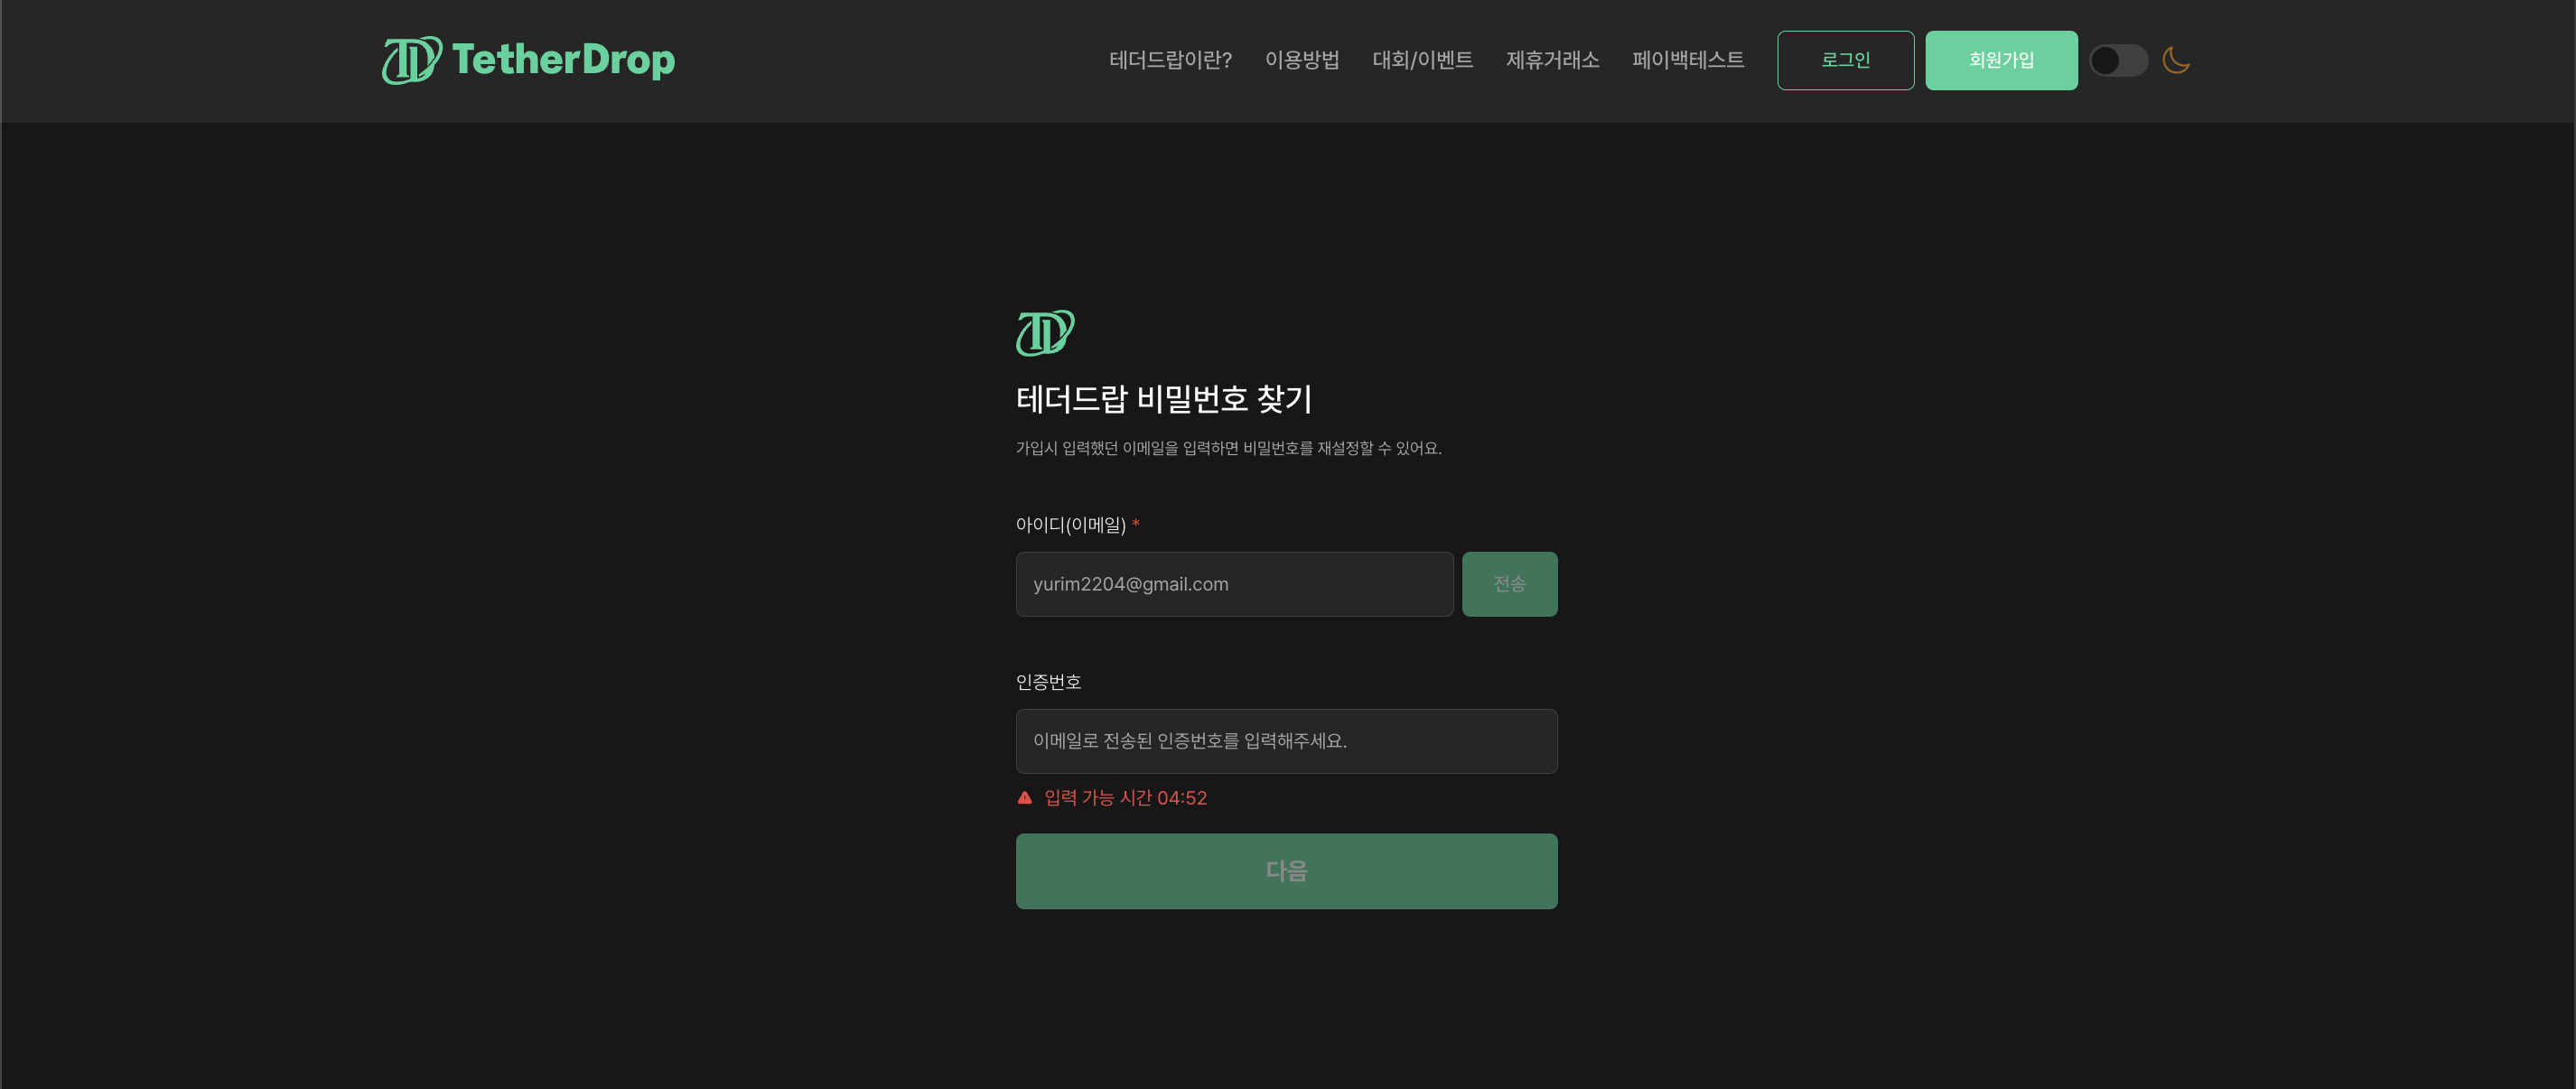 TD TetherDrop
테더드랍이란?
이용방법
대회/이벤트
제휴거래소
페이백테스트
로그인
회원가입
TD
테더드랍 비밀번호 찾기
가입시 입력했던 이메일을 입력하면 비밀번호를 재설정할 수 있어요.
아이디(이메일) *
yurim2204@gmail.com
전송
인증번호
이메일로 전송된 인증번호를 입력해주세요.
입력 가능 시간 04:52
다음